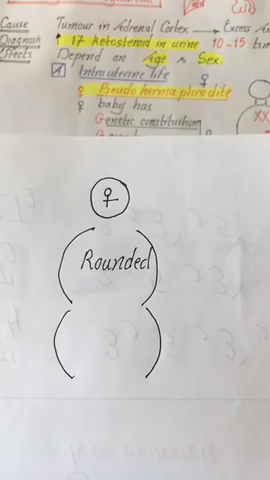 Cause Tumour in Adrenal Cortex → Excess
Diagnosis ↑ 17 ketosteroid in urine 10-15
Effects Depend on Age & Sex.
A Intrauterine life ♀
♀ Pseudo hermaphrodite
♀ baby has
Genetic constitution
XX
♀
Rounded